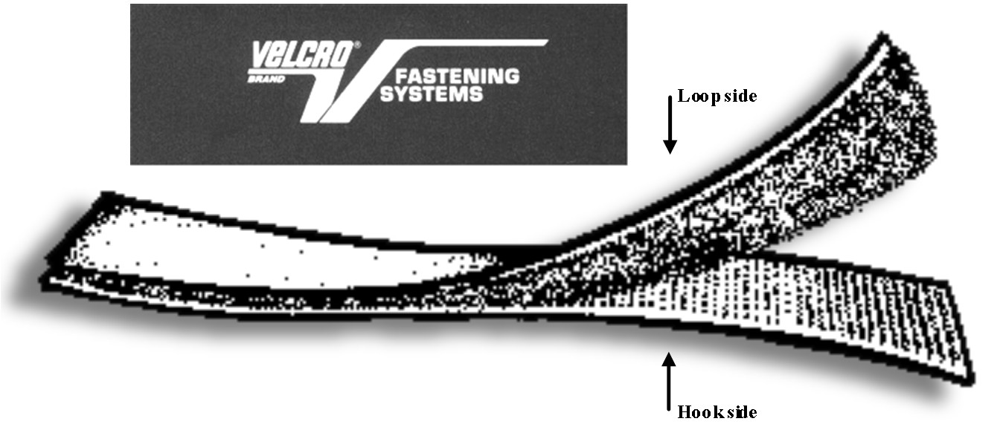 VELCRO®
BRAND
FASTENING
SYSTEMS
Loop side
Hook side